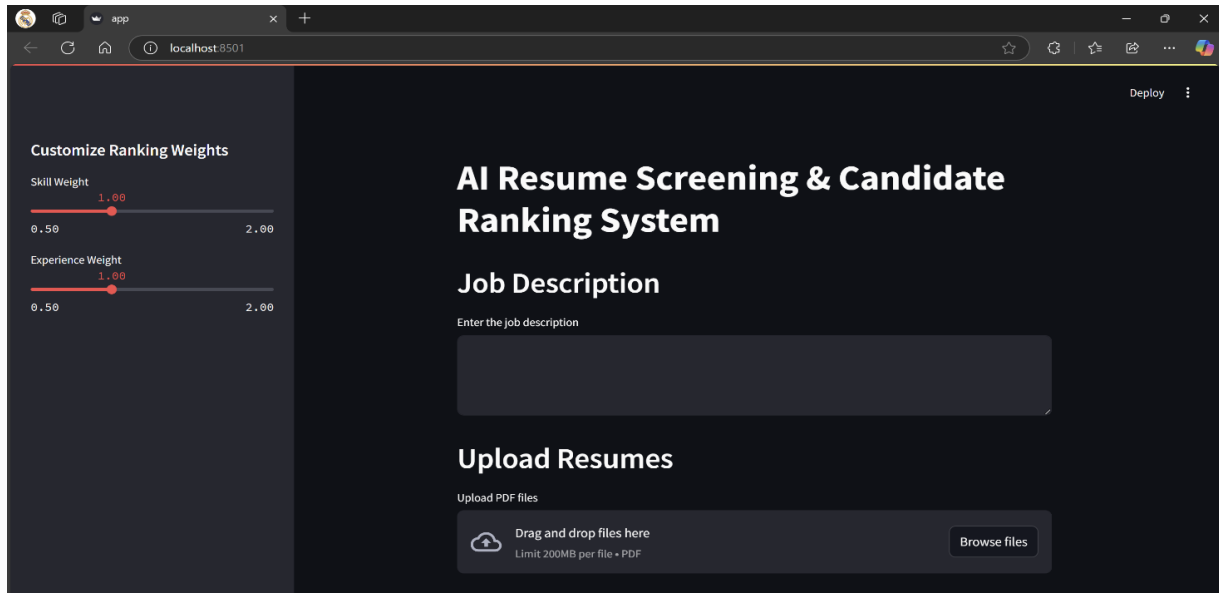 app
localhost:8501
Deploy
Customize Ranking Weights
Skill Weight
1.00
0.50 2.00
Experience Weight
1.00
0.50 2.00
AI Resume Screening & Candidate
Ranking System
Job Description
Enter the job description
Upload Resumes
Upload PDF files
Drag and drop files here
Limit 200MB per file • PDF
Browse files